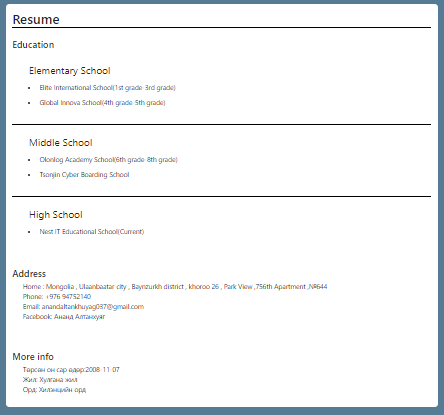 Resume
Education
Elementary School
Elite International School(1st grade-3rd grade)
Global Innova School(4th grade-5th grade)
Middle School
Olonlog Academy School(6th grade-8th grade)
Tsonjin Cyber Boarding School
High School
Nest IT Educational School(Current)
Address
Home : Mongolia , Ulaanbaatar city , Baynzurkh district , khoroo 26 , Park View ,756th Apartment ,№644
Phone: +976 94752140
Email: anandaltankhuyag037@gmail.com
Facebook: Ананд Алтанхуяг
More info
Төрсөн он сар өдөр:2008-11-07
Жил: Хулгана жил
Орд: Хилэнцийн орд